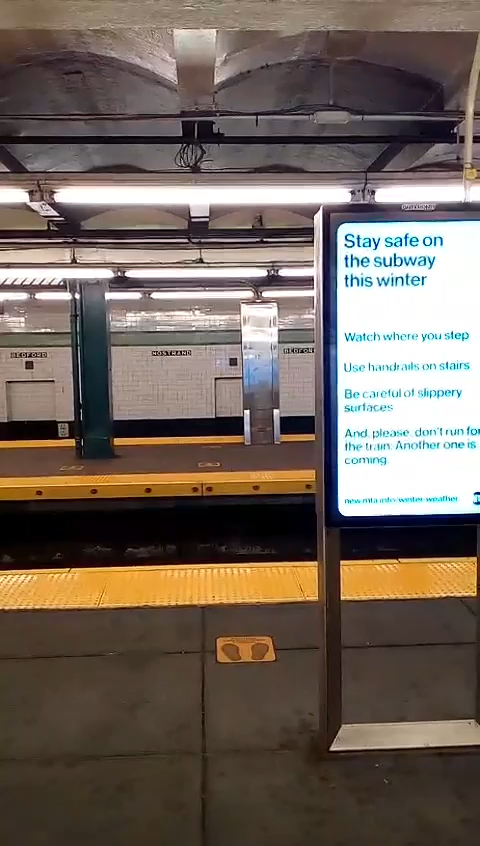 Stay safe on
the subway
this winter
BEDFORD
NOSTRAND
BEDFOR
Watch where you step
Use handrails on stairs
Be careful of slippery
surfaces
And, please, don't run for
the train. Another one is
coming.
new.mta.info/winter-weather